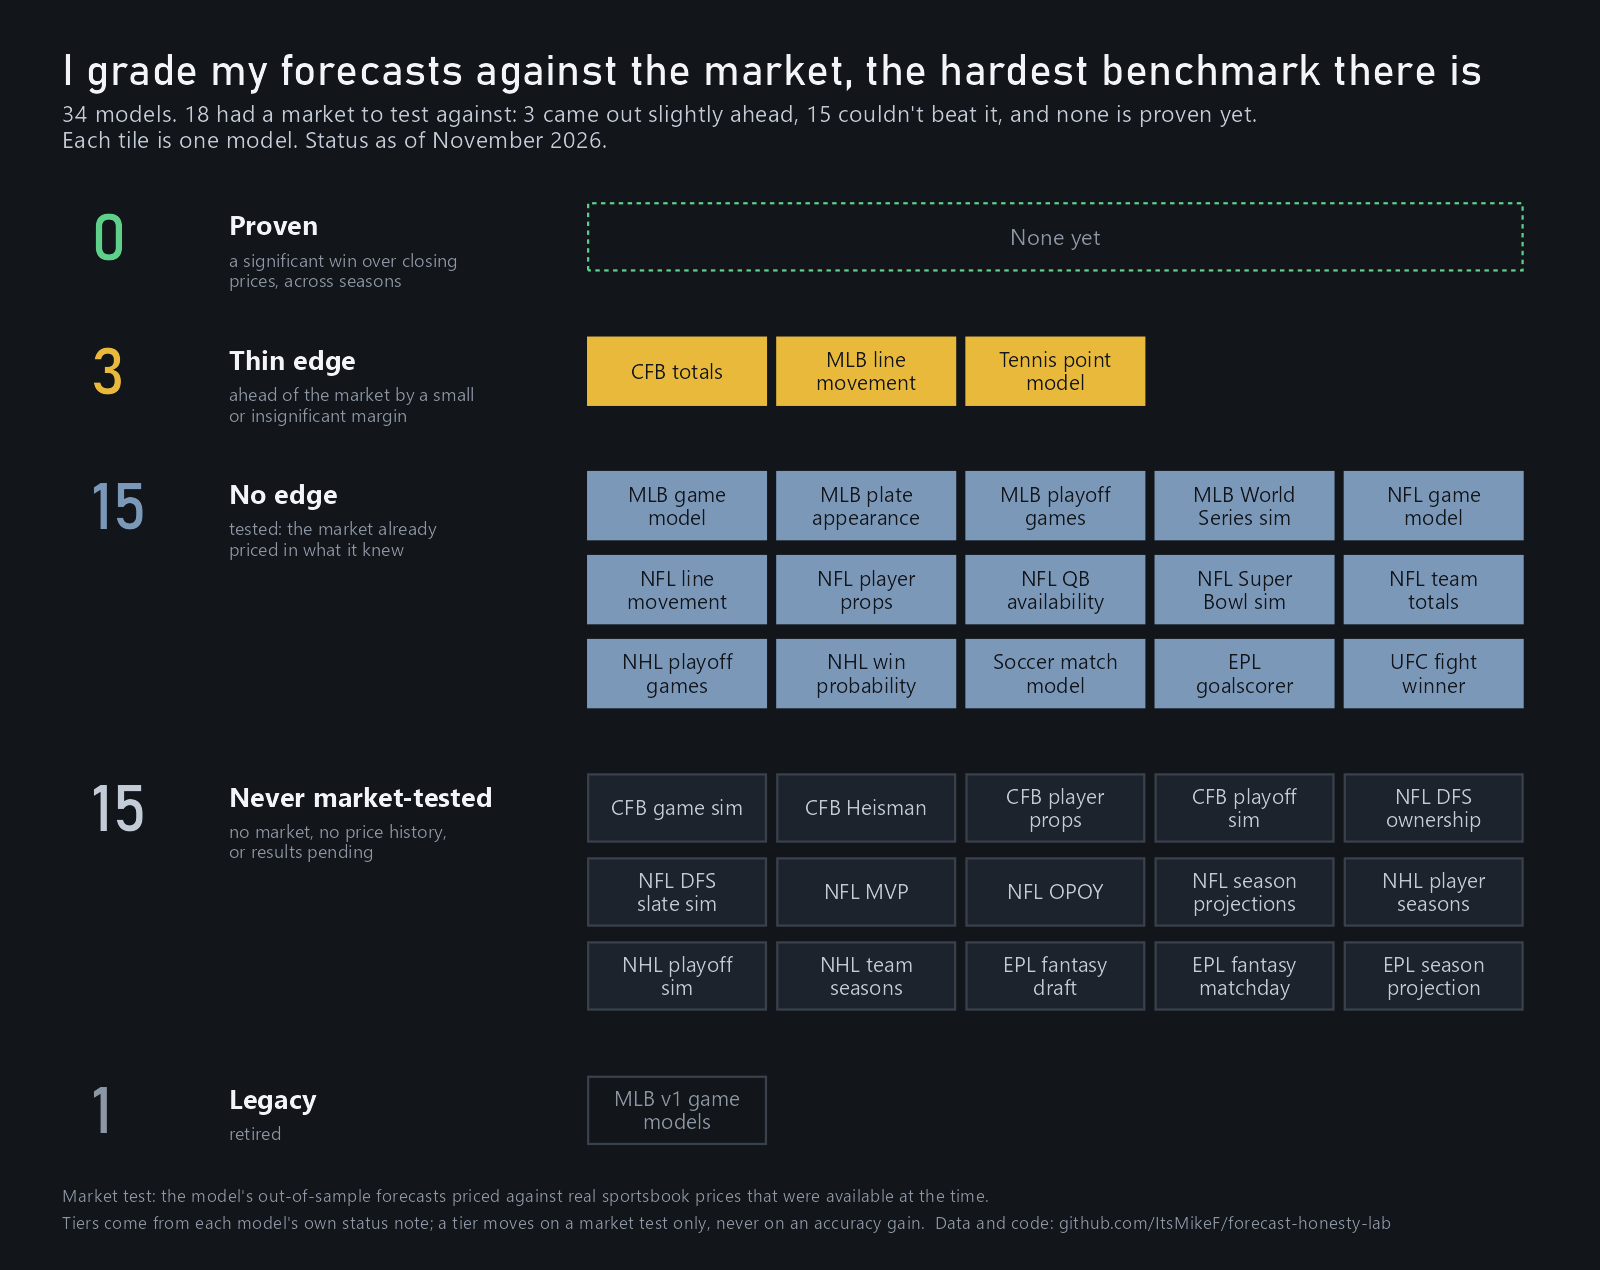 I grade my forecasts against the market, the hardest benchmark there is
34 models. 18 had a market to test against: 3 came out slightly ahead, 15 couldn't beat it, and none is proven yet.
Each tile is one model. Status as of November 2026.
0
Proven
a significant win over closing
prices, across seasons
None yet
3
Thin edge
ahead of the market by a small
or insignificant margin
CFB totals
MLB line
movement
Tennis point
model
15
No edge
tested: the market already
priced in what it knew
MLB game
model
MLB plate
appearance
MLB playoff
games
MLB World
Series sim
NFL game
model
NFL line
movement
NFL player
props
NFL QB
availability
NFL Super
Bowl sim
NFL team
totals
NHL playoff
games
NHL win
probability
Soccer match
model
EPL
goalscorer
UFC fight
winner
15
Never market-tested
no market, no price history,
or results pending
CFB game sim
CFB Heisman
CFB player
props
CFB playoff
sim
NFL DFS
ownership
NFL DFS
slate sim
NFL MVP
NFL OPOY
NFL season
projections
NHL player
seasons
NHL playoff
sim
NHL team
seasons
EPL fantasy
draft
EPL fantasy
matchday
EPL season
projection
1
Legacy
retired
MLB v1 game
models
Market test: the model's out-of-sample forecasts priced against real sportsbook prices that were available at the time.
Tiers come from each model's own status note; a tier moves on a market test only, never on an accuracy gain.  Data and code: github.com/ItsMikeF/forecast-honesty-lab